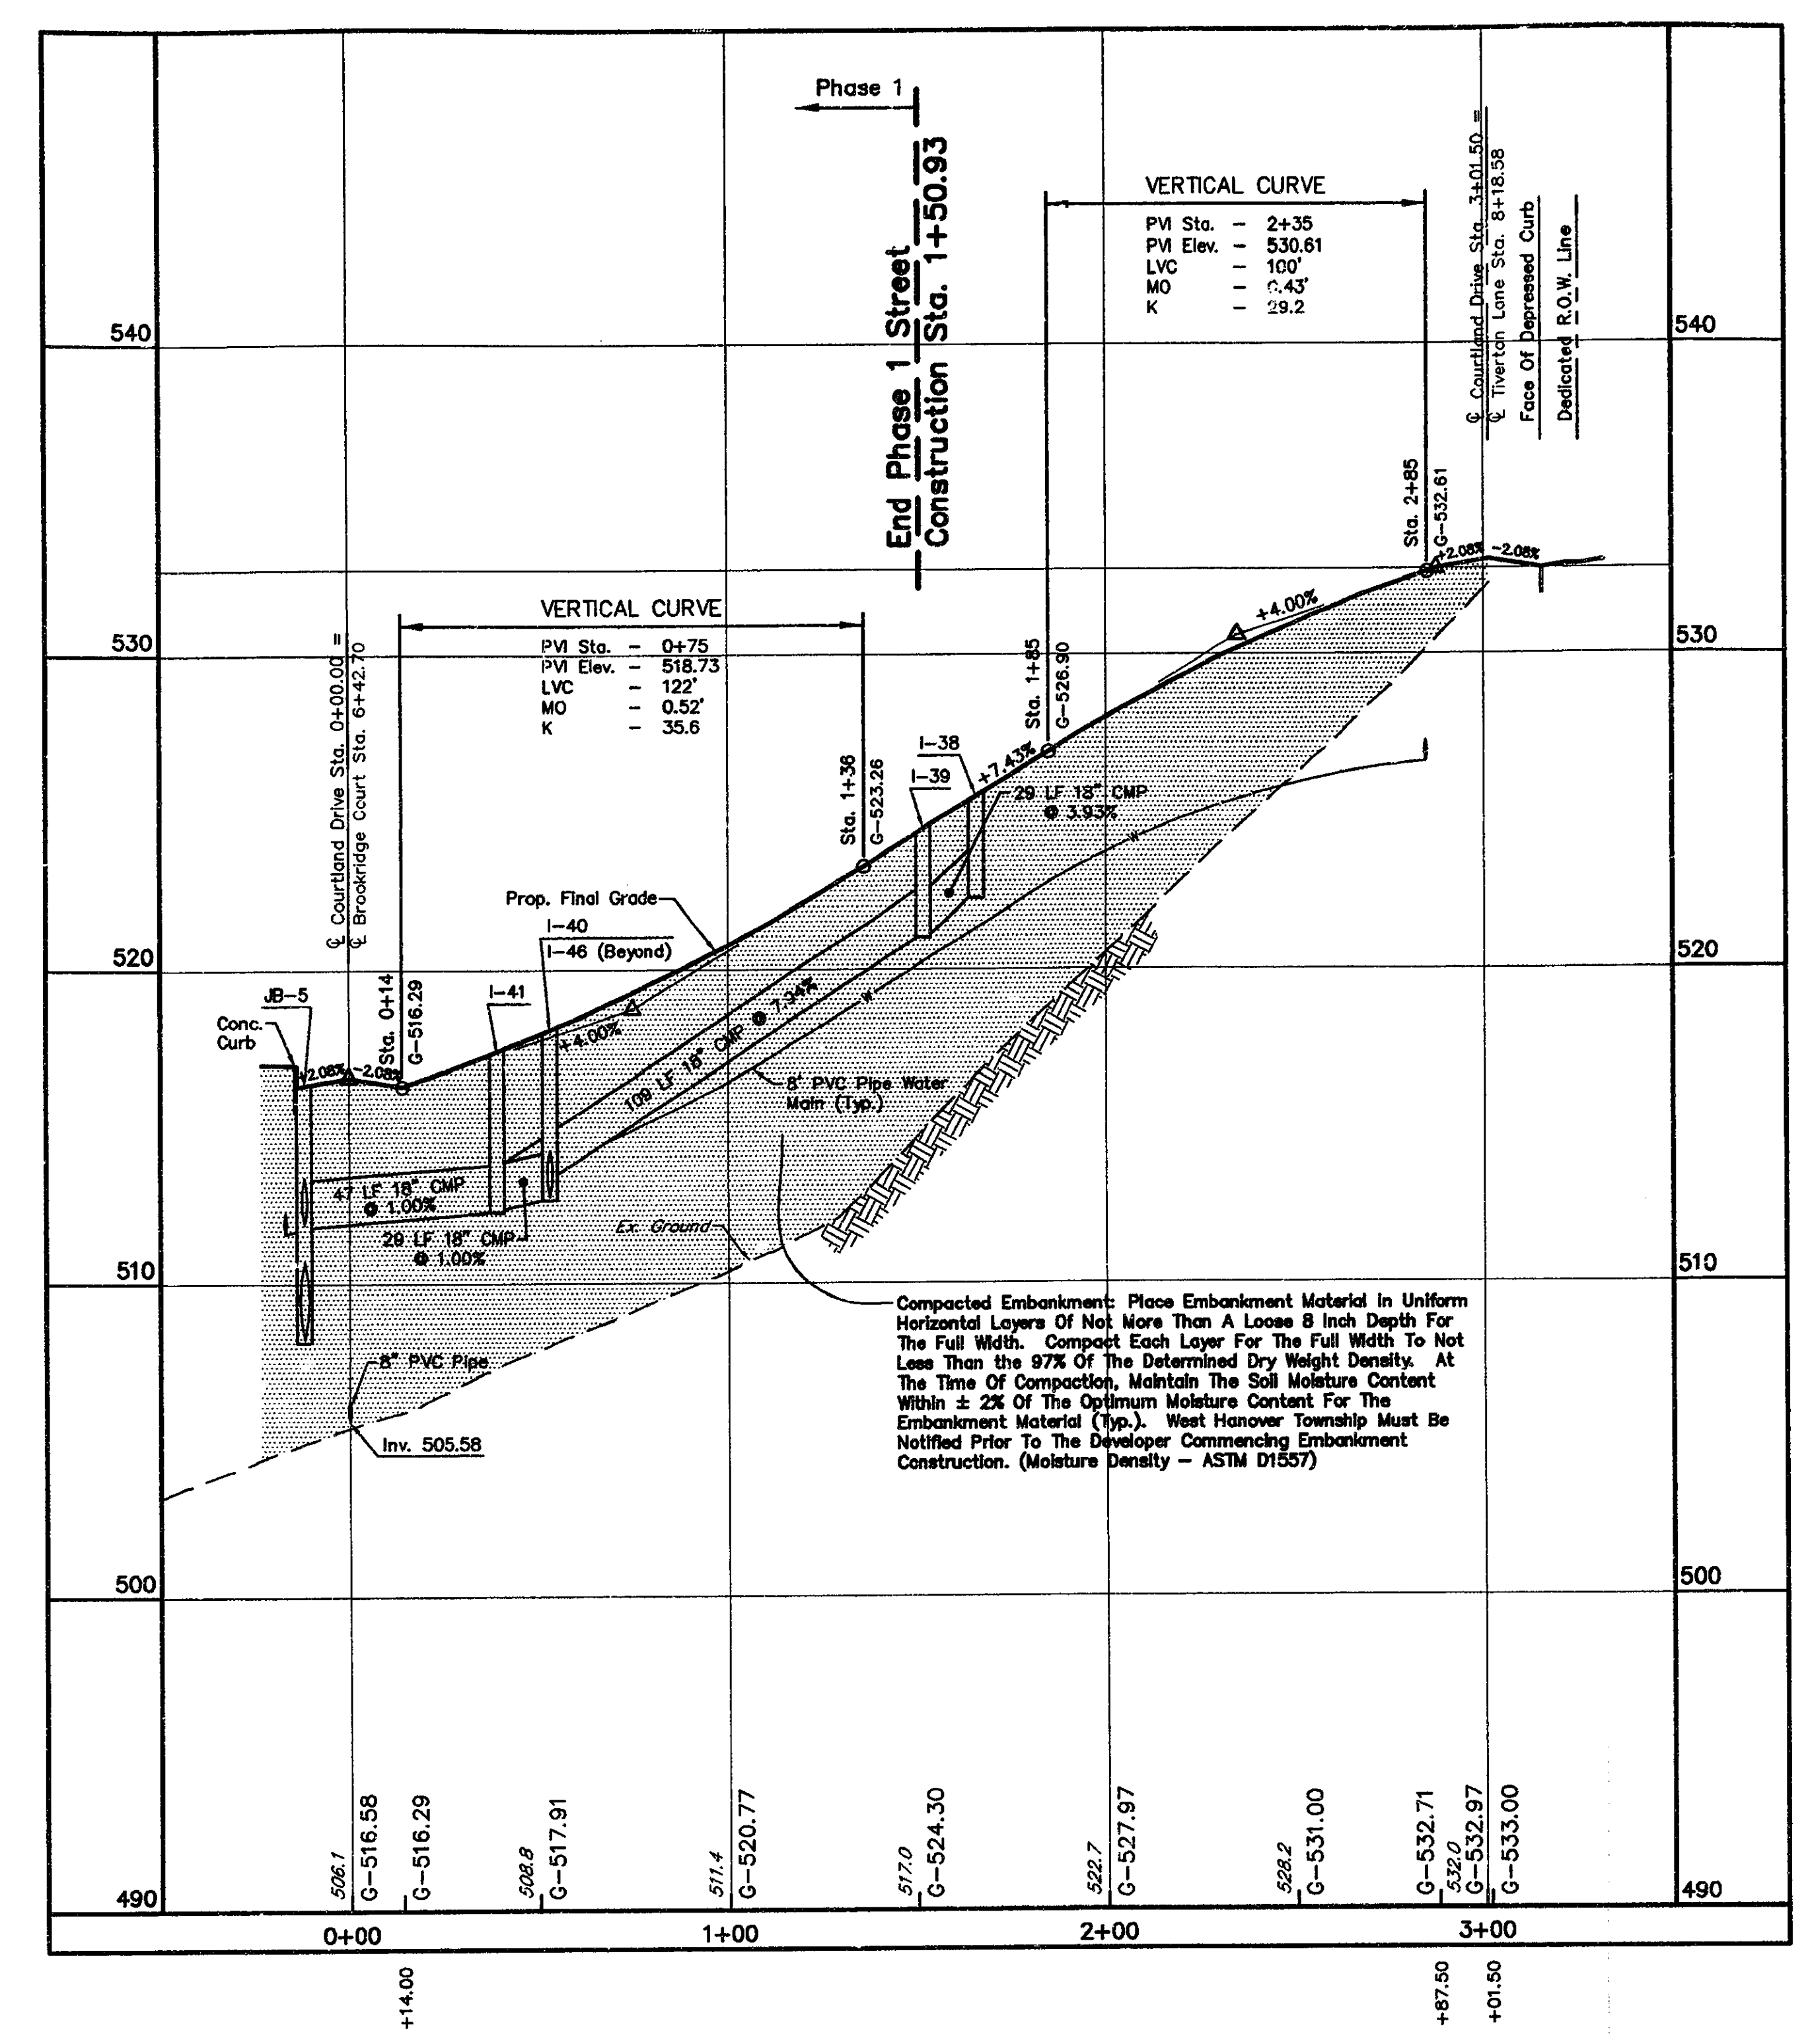 Phase 1
End Phase 1 Street
Construction Sta. 1+50.93
VERTICAL CURVE
PVI Sta. – 2+35
PVI Elev. – 530.61
LVC – 100'
MO – 0.43'
K – 29.2
℄ Courtland Drive Sta. 3+01.50 =
℄ Tiverton Lane Sta. 8+18.58
Face Of Depressed Curb
Dedicated R.O.W. Line
540
540
Sta. 2+85
G-532.61
+2.08%
-2.08%
VERTICAL CURVE
PVI Sta. – 0+75
PVI Elev. – 518.73
LVC – 122'
MO – 0.52'
K – 35.6
+4.00%
530
530
℄ Courtland Drive Sta. 0+00.00 =
℄ Brookridge Court Sta. 6+42.70
Sta. 1+85
G-526.90
I-38
I-39
+7.43%
29 LF 18" CMP
@ 3.93%
Sta. 1+36
G-523.26
Prop. Final Grade
I-40
I-46 (Beyond)
520
520
JB-5
Conc.
Curb
Sta. 0+14
G-516.29
I-41
+4.00%
109 LF 18" CMP @ 7.94%
W
W
+2.08%
-2.08%
8' PVC Pipe Water
Main (Typ.)
47 LF 18" CMP
@ 1.00%
29 LF 18" CMP
@ 1.00%
Ex. Ground
510
510
Compacted Embankment: Place Embankment Material in Uniform
Horizontal Layers Of Not More Than A Loose 8 Inch Depth For
The Full Width. Compact Each Layer For The Full Width To Not
Less Than the 97% Of The Determined Dry Weight Density. At
The Time Of Compaction, Maintain The Soil Moisture Content
Within ± 2% Of The Optimum Moisture Content For The
Embankment Material (Typ.). West Hanover Township Must Be
Notified Prior To The Developer Commencing Embankment
Construction. (Moisture Density – ASTM D1557)
8" PVC Pipe
Inv. 505.58
500
500
506.1
G-516.58
G-516.29
508.8
G-517.91
511.4
G-520.77
517.0
G-524.30
522.7
G-527.97
528.2
G-531.00
G-532.71
532.0
G-532.97
G-533.00
490
490
0+00
1+00
2+00
3+00
+14.00
+87.50
+01.50